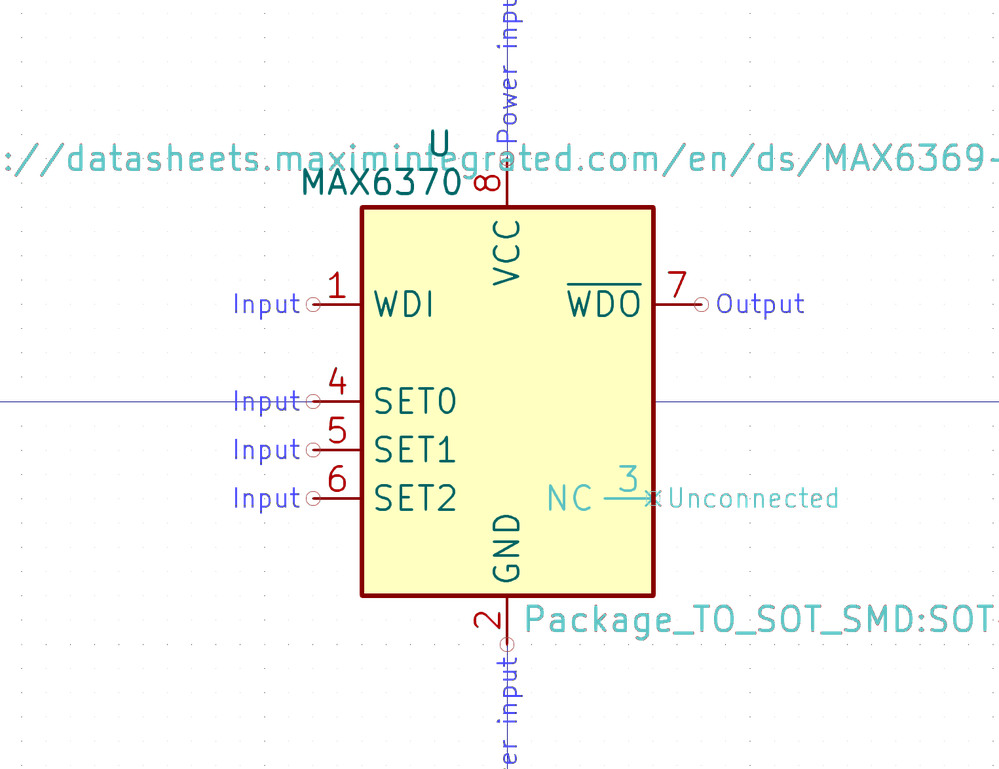 Power input
U
://datasheets.maximintegrated.com/en/ds/MAX6369-
MAX6370
8
VCC
1
7
Input
WDI
WDO
Output
4
Input
SET0
5
Input
SET1
6
3
Input
SET2
NC
Unconnected
GND
2
Package_TO_SOT_SMD:SOT
er input